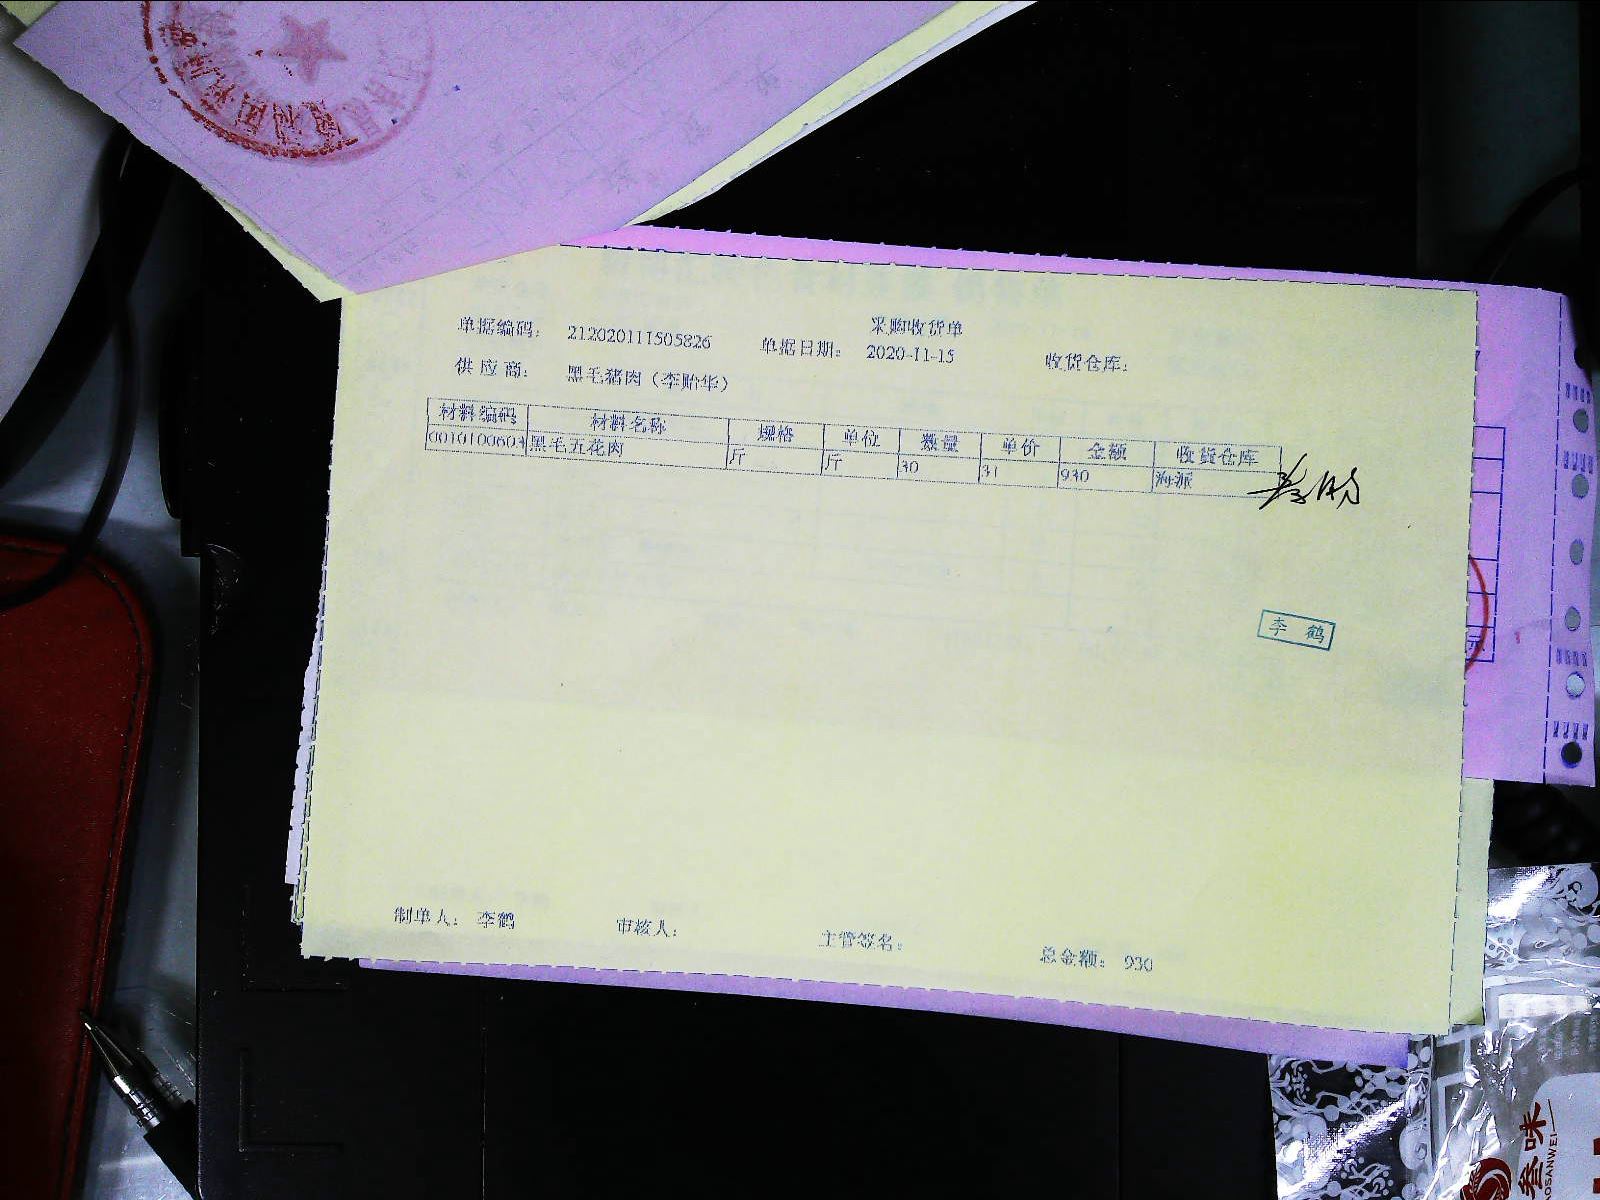 采购收货单
单据编码： 212020111505826 单据日期： 2020-11-15 收货仓库：
供 应 商： 黑毛猪肉（李贻华）
材料编码 材料名称 规格 单位 数量 单价 金额 收货仓库
0010100603 黑毛五花肉 斤 斤 30 31 930 海派
李 鹤
制单人： 李鹤 审核人： 主管签名： 总金额： 930
叁咪
OSANWEI